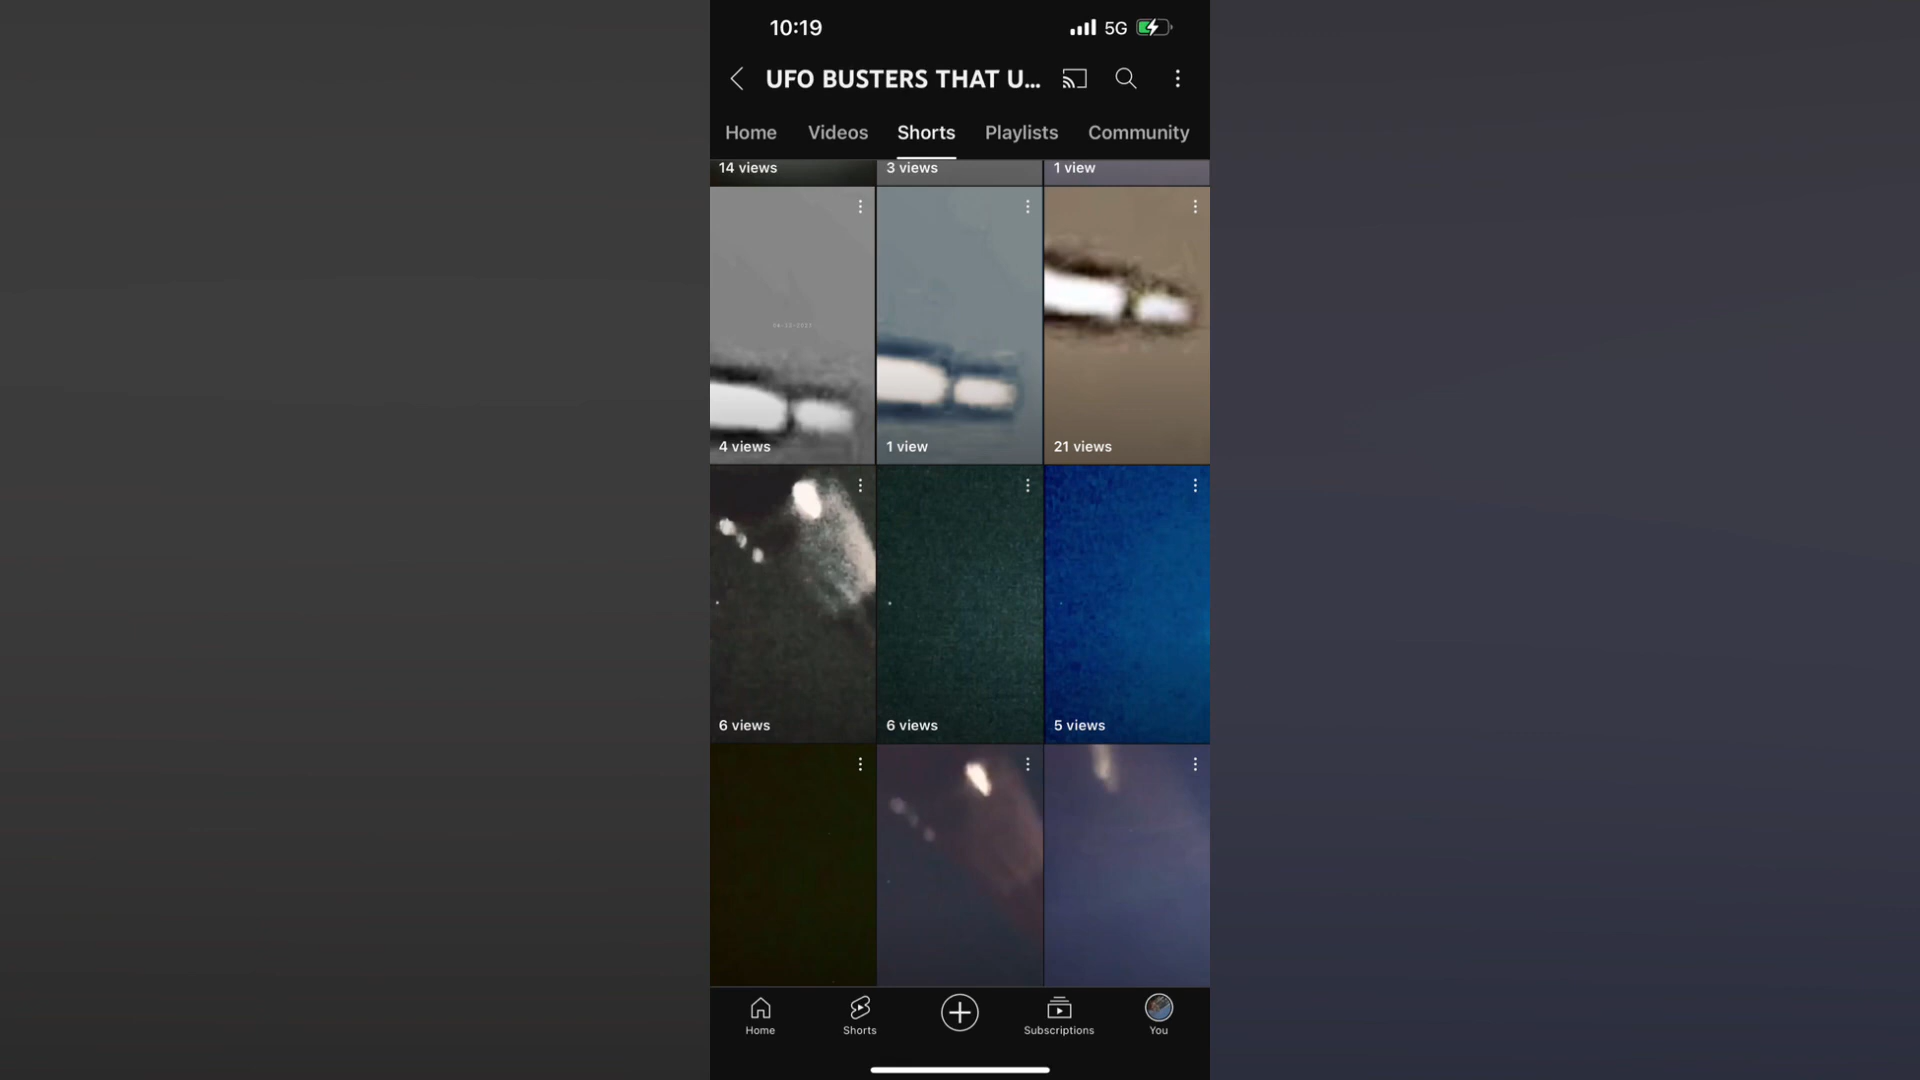 10:19
5G
UFO BUSTERS THAT U...
Home Videos Shorts Playlists Community
14 views 3 views 1 view
4 views 1 view 21 views
6 views 6 views 5 views
Home Shorts Subscriptions You